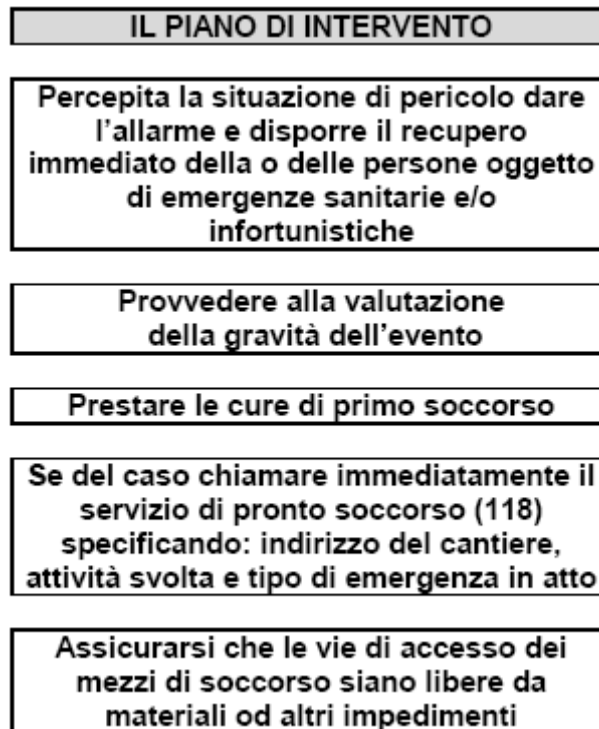 IL PIANO DI INTERVENTO
Percepita la situazione di pericolo dare
l'allarme e disporre il recupero
immediato della o delle persone oggetto
di emergenze sanitarie e/o
infortunistiche
Provvedere alla valutazione
della gravità dell'evento
Prestare le cure di primo soccorso
Se del caso chiamare immediatamente il
servizio di pronto soccorso (118)
specificando: indirizzo del cantiere,
attività svolta e tipo di emergenza in atto
Assicurarsi che le vie di accesso dei
mezzi di soccorso siano libere da
materiali od altri impedimenti